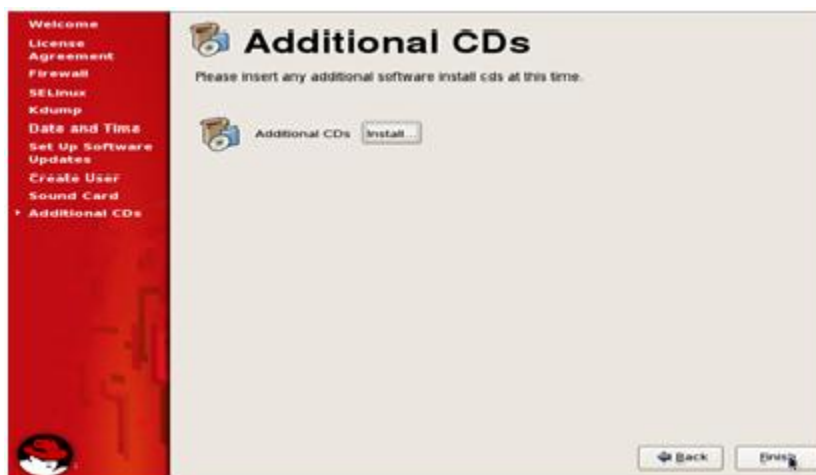 Welcome
License
Agreement
Firewall
SELinux
Kdump
Date and Time
Set Up Software
Updates
Create User
Sound Card
Additional CDs
Additional CDs
Please insert any additional software install cds at this time.
Additional CDs Install...
Back Finish